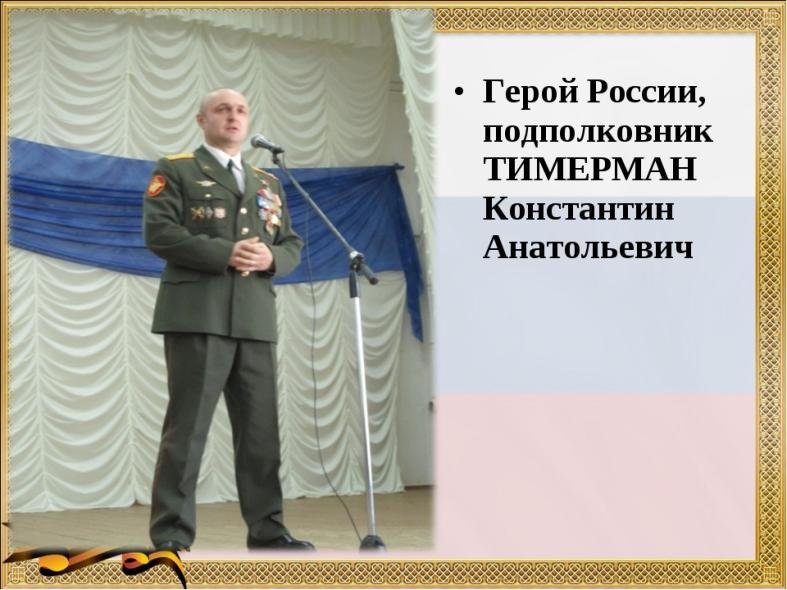 • Герой России,
подполковник
ТИМЕРМАН
Константин
Анатольевич